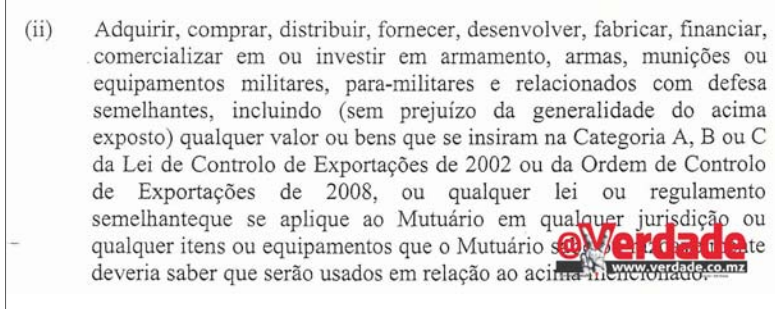 (ii) Adquirir, comprar, distribuir, fornecer, desenvolver, fabricar, financiar,
comercializar em ou investir em armamento, armas, munições ou
equipamentos militares, para-militares e relacionados com defesa
semelhantes, incluindo (sem prejuízo da generalidade do acima
exposto) qualquer valor ou bens que se insiram na Categoria A, B ou C
da Lei de Controlo de Exportações de 2002 ou da Ordem de Controlo
de Exportações de 2008, ou qualquer lei ou regulamento
semelhanteque se aplique ao Mutuário em qualquer jurisdição ou
qualquer itens ou equipamentos que o Mutuário
deveria saber que serão usados em relação ao acima mencionado.
@Verdade
www.verdade.co.mz